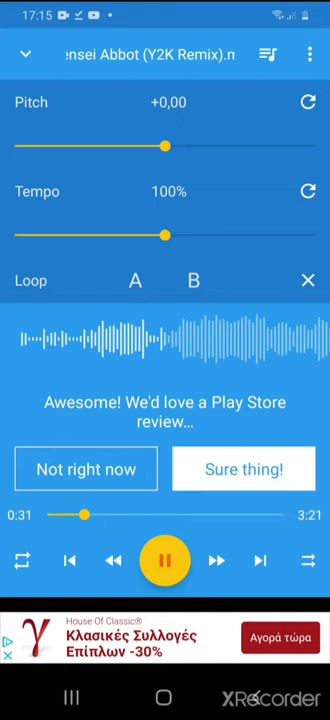 17:15
ensei Abbot (Y2K Remix).m
Pitch
+0,00
Tempo
100%
Loop
A
B
Awesome! We'd love a Play Store
review...
Not right now
Sure thing!
0:31
3:21
House Of Classic®
Κλασικές Συλλογές
Επίπλων -30%
Αγορά τώρα
XRecorder